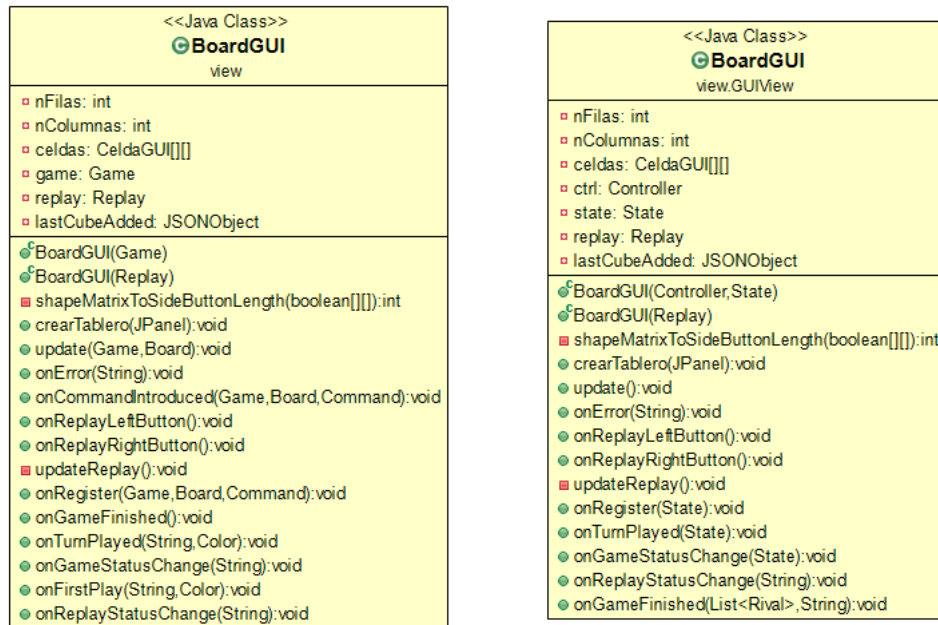 <<Java Class>>
BoardGUI
view
nFilas: int
nColumnas: int
celdas: CeldaGUI[][]
game: Game
replay: Replay
lastCubeAdded: JSONObject
BoardGUI(Game)
BoardGUI(Replay)
shapeMatrixToSideButtonLength(boolean[][]):int
crearTablero(JPanel):void
update(Game,Board):void
onError(String):void
onCommandIntroduced(Game,Board,Command):void
onReplayLeftButton():void
onReplayRightButton():void
updateReplay():void
onRegister(Game,Board,Command):void
onGameFinished():void
onTurnPlayed(String,Color):void
onGameStatusChange(String):void
onFirstPlay(String,Color):void
onReplayStatusChange(String):void
<<Java Class>>
BoardGUI
view.GUIView
nFilas: int
nColumnas: int
celdas: CeldaGUI[][]
ctrl: Controller
state: State
replay: Replay
lastCubeAdded: JSONObject
BoardGUI(Controller,State)
BoardGUI(Replay)
shapeMatrixToSideButtonLength(boolean[][]):int
crearTablero(JPanel):void
update():void
onError(String):void
onReplayLeftButton():void
onReplayRightButton():void
updateReplay():void
onRegister(State):void
onTurnPlayed(State):void
onGameStatusChange(State):void
onReplayStatusChange(String):void
onGameFinished(List<Rival>,String):void